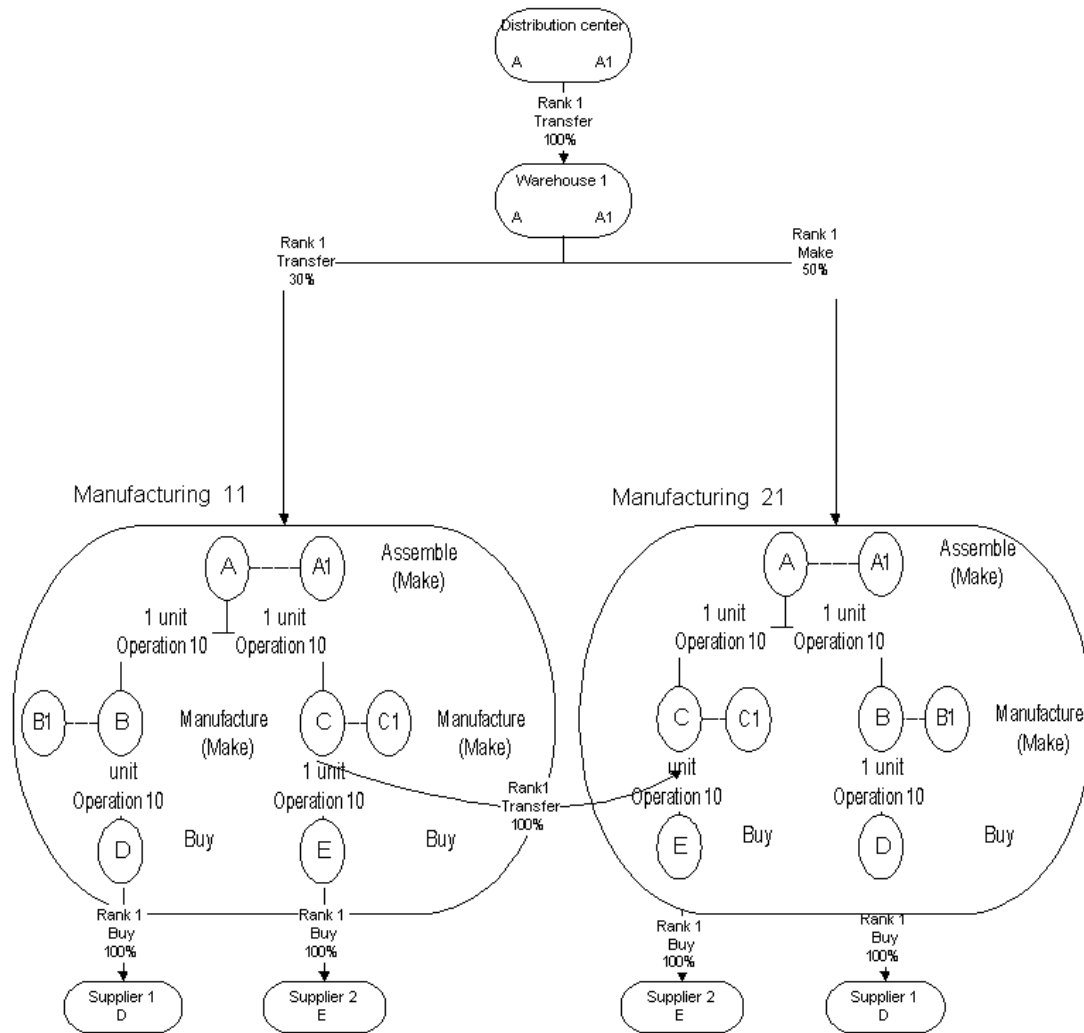 Distribution center
A A1
Rank 1
Transfer
100%
Warehouse 1
A A1
Rank 1
Transfer
30%
Rank 1
Make
50%
Manufacturing 11
A A1
Assemble
(Make)
1 unit
Operation 10
1 unit
Operation 10
B1 B
Manufacture
(Make)
C C1
Manufacture
(Make)
unit
Operation 10
1 unit
Operation 10
D
Buy
E
Buy
Rank1
Transfer
100%
Manufacturing 21
A A1
Assemble
(Make)
1 unit
Operation 10
1 unit
Operation 10
C C1
B B1
Manufacture
(Make)
unit
Operation 10
1 unit
Operation 10
E
Buy
D
Buy
Rank 1
Buy
100%
Rank 1
Buy
100%
Rank 1
Buy
100%
Rank 1
Buy
100%
Supplier 1
D
Supplier 2
E
Supplier 2
E
Supplier 1
D